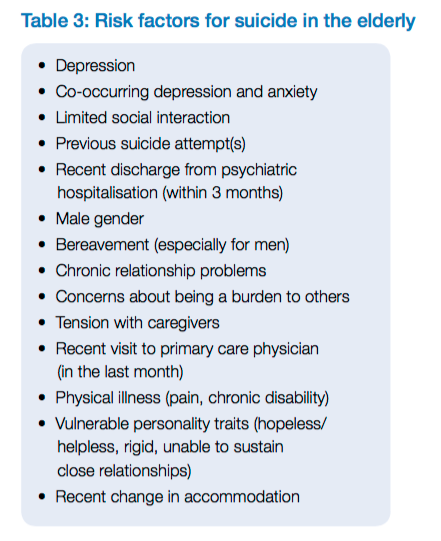 Table 3: Risk factors for suicide in the elderly
• Depression
• Co-occurring depression and anxiety
• Limited social interaction
• Previous suicide attempt(s)
• Recent discharge from psychiatric
hospitalisation (within 3 months)
• Male gender
• Bereavement (especially for men)
• Chronic relationship problems
• Concerns about being a burden to others
• Tension with caregivers
• Recent visit to primary care physician
(in the last month)
• Physical illness (pain, chronic disability)
• Vulnerable personality traits (hopeless/
helpless, rigid, unable to sustain
close relationships)
• Recent change in accommodation